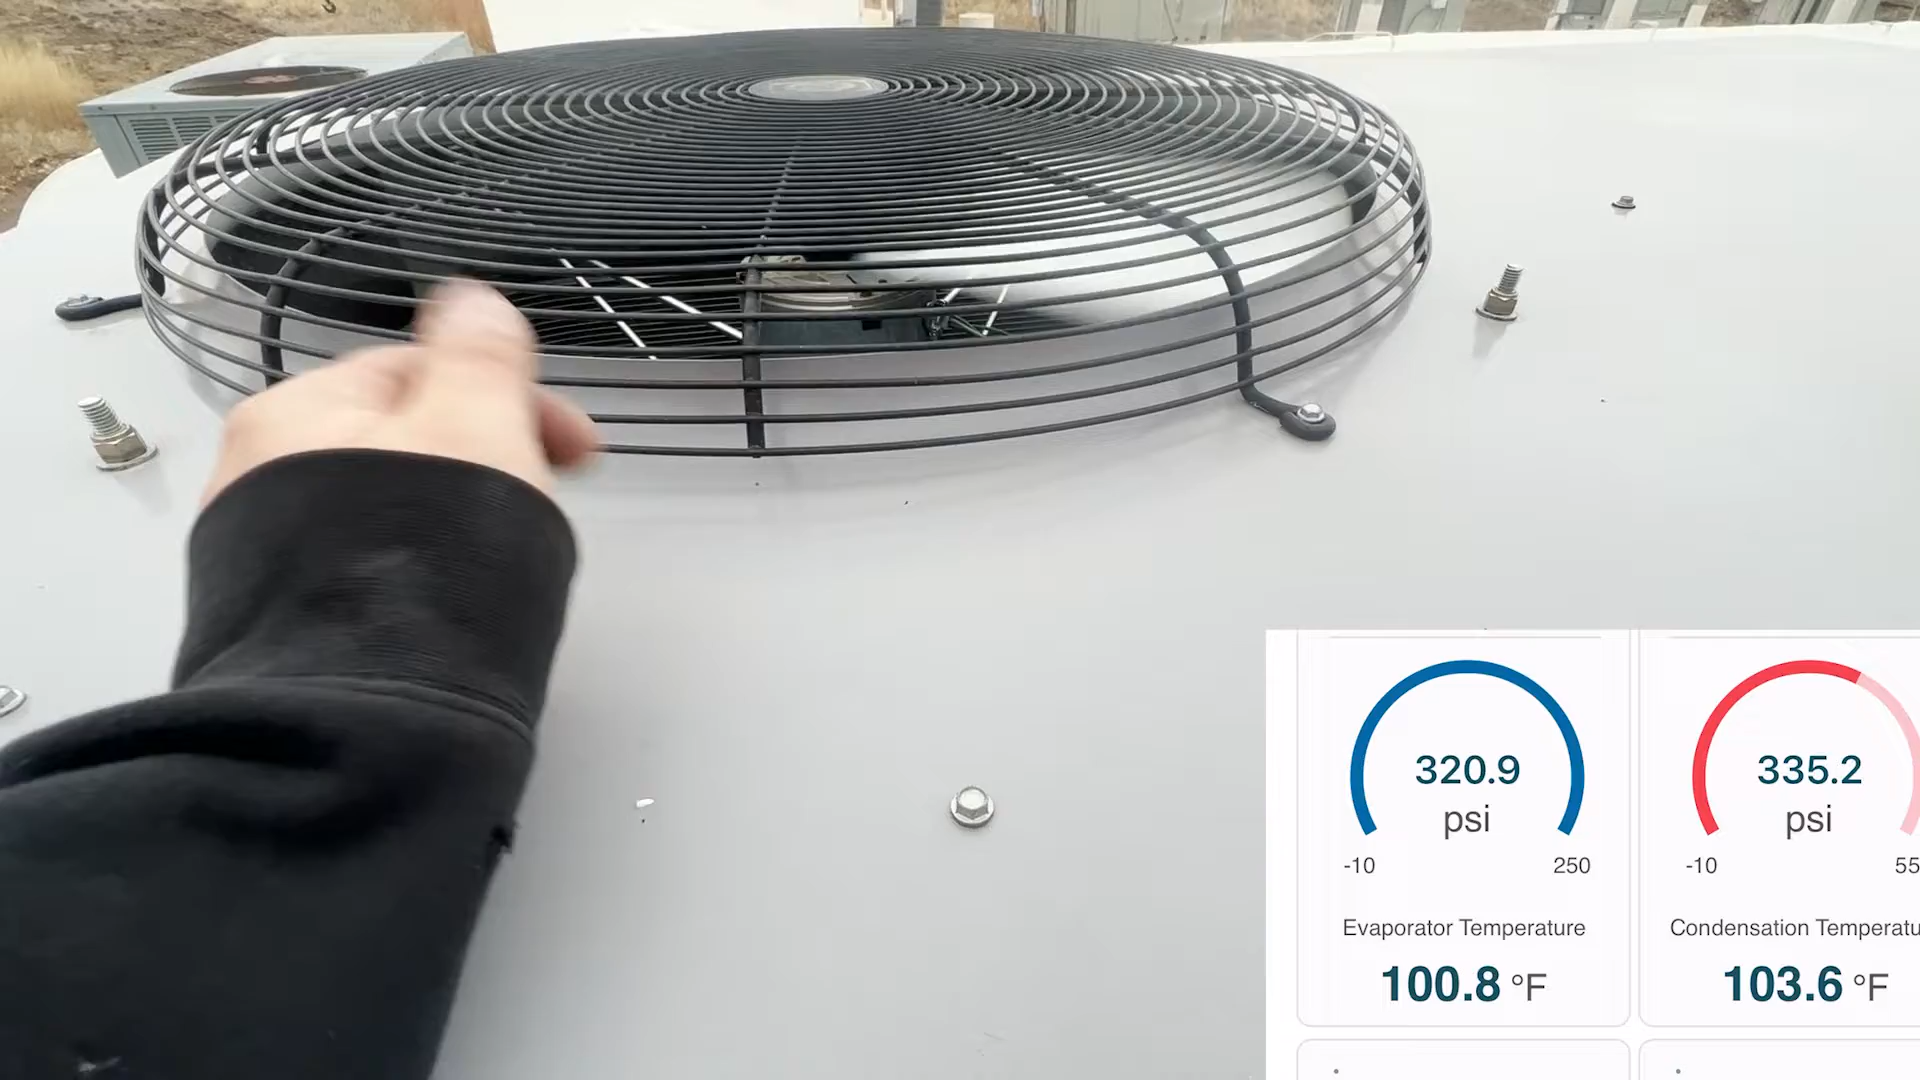 320.9
psi
-10
250
Evaporator Temperature
100.8 °F
335.2
psi
-10
55
Condensation Temperatu
103.6 °F